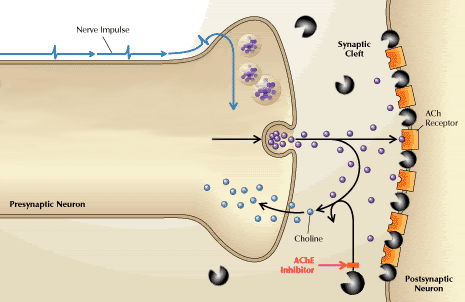 Nerve Impulse
Synaptic
Cleft
ACh
Receptor
Presynaptic Neuron
Choline
AChE
Inhibitor
Postsynaptic
Neuron